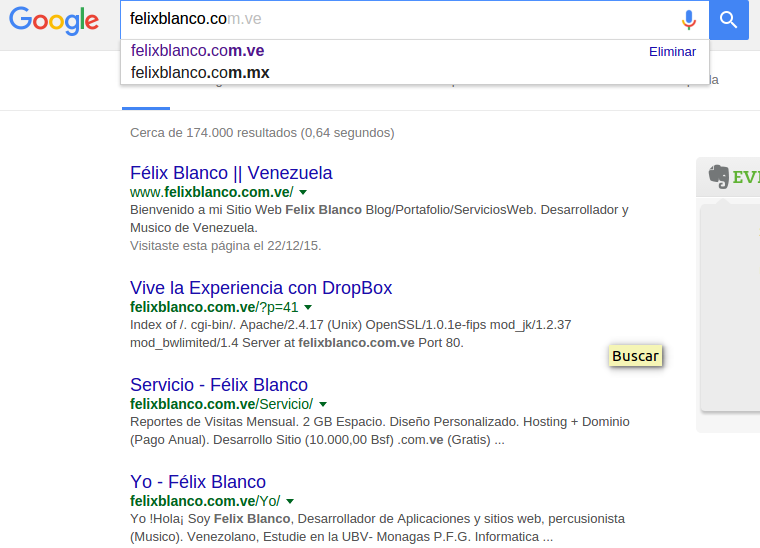 Google
felixblanco.com.ve
felixblanco.com.ve
Eliminar
felixblanco.com.mx
Cerca de 174.000 resultados (0,64 segundos)
Félix Blanco || Venezuela
www.felixblanco.com.ve/
Bienvenido a mi Sitio Web Felix Blanco Blog/Portafolio/ServiciosWeb. Desarrollador y
Musico de Venezuela.
Visitaste esta página el 22/12/15.
EVE
Vive la Experiencia con DropBox
felixblanco.com.ve/?p=41
Index of /. cgi-bin/. Apache/2.4.17 (Unix) OpenSSL/1.0.1e-fips mod_jk/1.2.37
mod_bwlimited/1.4 Server at felixblanco.com.ve Port 80.
Buscar
Servicio - Félix Blanco
felixblanco.com.ve/Servicio/
Reportes de Visitas Mensual. 2 GB Espacio. Diseño Personalizado. Hosting + Dominio
(Pago Anual). Desarrollo Sitio (10.000,00 Bsf) .com.ve (Gratis) ...
Yo - Félix Blanco
felixblanco.com.ve/Yo/
Yo !Hola¡ Soy Felix Blanco, Desarrollador de Aplicaciones y sitios web, percusionista
(Musico). Venezolano, Estudie en la UBV- Monagas P.F.G. Informatica ...